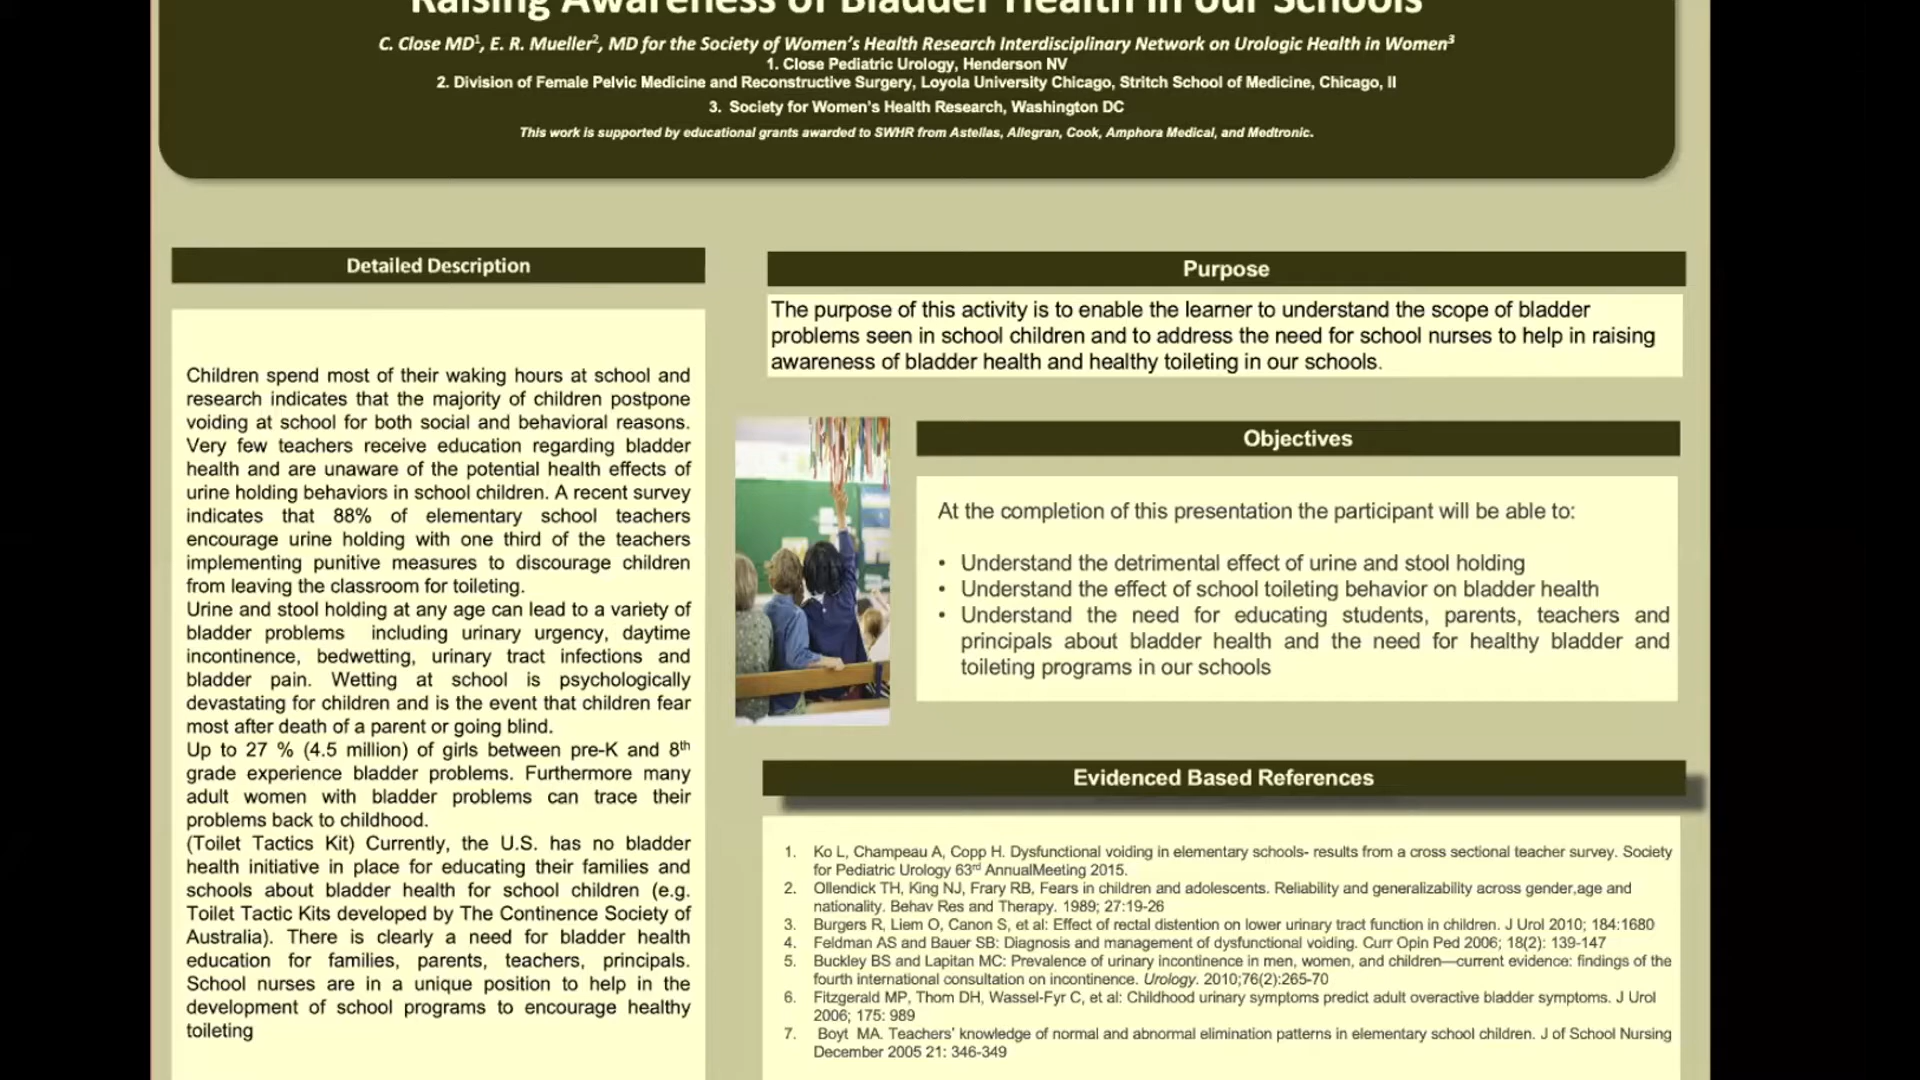 Raising Awareness of Bladder Health in our Schools
C. Close MD1, E. R. Mueller2, MD for the Society of Women's Health Research Interdisciplinary Network on Urologic Health in Women3
1. Close Pediatric Urology, Henderson NV
2. Division of Female Pelvic Medicine and Reconstructive Surgery, Loyola University Chicago, Stritch School of Medicine, Chicago, Il
3. Society for Women's Health Research, Washington DC
This work is supported by educational grants awarded to SWHR from Astellas, Allegran, Cook, Amphora Medical, and Medtronic.
Detailed Description
Children spend most of their waking hours at school and
research indicates that the majority of children postpone
voiding at school for both social and behavioral reasons.
Very few teachers receive education regarding bladder
health and are unaware of the potential health effects of
urine holding behaviors in school children. A recent survey
indicates that 88% of elementary school teachers
encourage urine holding with one third of the teachers
implementing punitive measures to discourage children
from leaving the classroom for toileting.
Urine and stool holding at any age can lead to a variety of
bladder problems including urinary urgency, daytime
incontinence, bedwetting, urinary tract infections and
bladder pain. Wetting at school is psychologically
devastating for children and is the event that children fear
most after death of a parent or going blind.
Up to 27 % (4.5 million) of girls between pre-K and 8th
grade experience bladder problems. Furthermore many
adult women with bladder problems can trace their
problems back to childhood.
(Toilet Tactics Kit) Currently, the U.S. has no bladder
health initiative in place for educating their families and
schools about bladder health for school children (e.g.
Toilet Tactic Kits developed by The Continence Society of
Australia). There is clearly a need for bladder health
education for families, parents, teachers, principals.
School nurses are in a unique position to help in the
development of school programs to encourage healthy
toileting
Purpose
The purpose of this activity is to enable the learner to understand the scope of bladder
problems seen in school children and to address the need for school nurses to help in raising
awareness of bladder health and healthy toileting in our schools.
Objectives
At the completion of this presentation the participant will be able to:
• Understand the detrimental effect of urine and stool holding
• Understand the effect of school toileting behavior on bladder health
• Understand the need for educating students, parents, teachers and
principals about bladder health and the need for healthy bladder and
toileting programs in our schools
Evidenced Based References
1. Ko L, Champeau A, Copp H. Dysfunctional voiding in elementary schools- results from a cross sectional teacher survey. Society
for Pediatric Urology 63rd AnnualMeeting 2015.
2. Ollendick TH, King NJ, Frary RB, Fears in children and adolescents. Reliability and generalizability across gender,age and
nationality. Behav Res and Therapy. 1989; 27:19-26
3. Burgers R, Liem O, Canon S, et al: Effect of rectal distention on lower urinary tract function in children. J Urol 2010; 184:1680
4. Feldman AS and Bauer SB: Diagnosis and management of dysfunctional voiding. Curr Opin Ped 2006; 18(2): 139-147
5. Buckley BS and Lapitan MC: Prevalence of urinary incontinence in men, women, and children—current evidence: findings of the
fourth international consultation on incontinence. Urology. 2010;76(2):265-70
6. Fitzgerald MP, Thom DH, Wassel-Fyr C, et al: Childhood urinary symptoms predict adult overactive bladder symptoms. J Urol
2006; 175: 989
7. Boyt MA. Teachers' knowledge of normal and abnormal elimination patterns in elementary school children. J of School Nursing
December 2005 21: 346-349